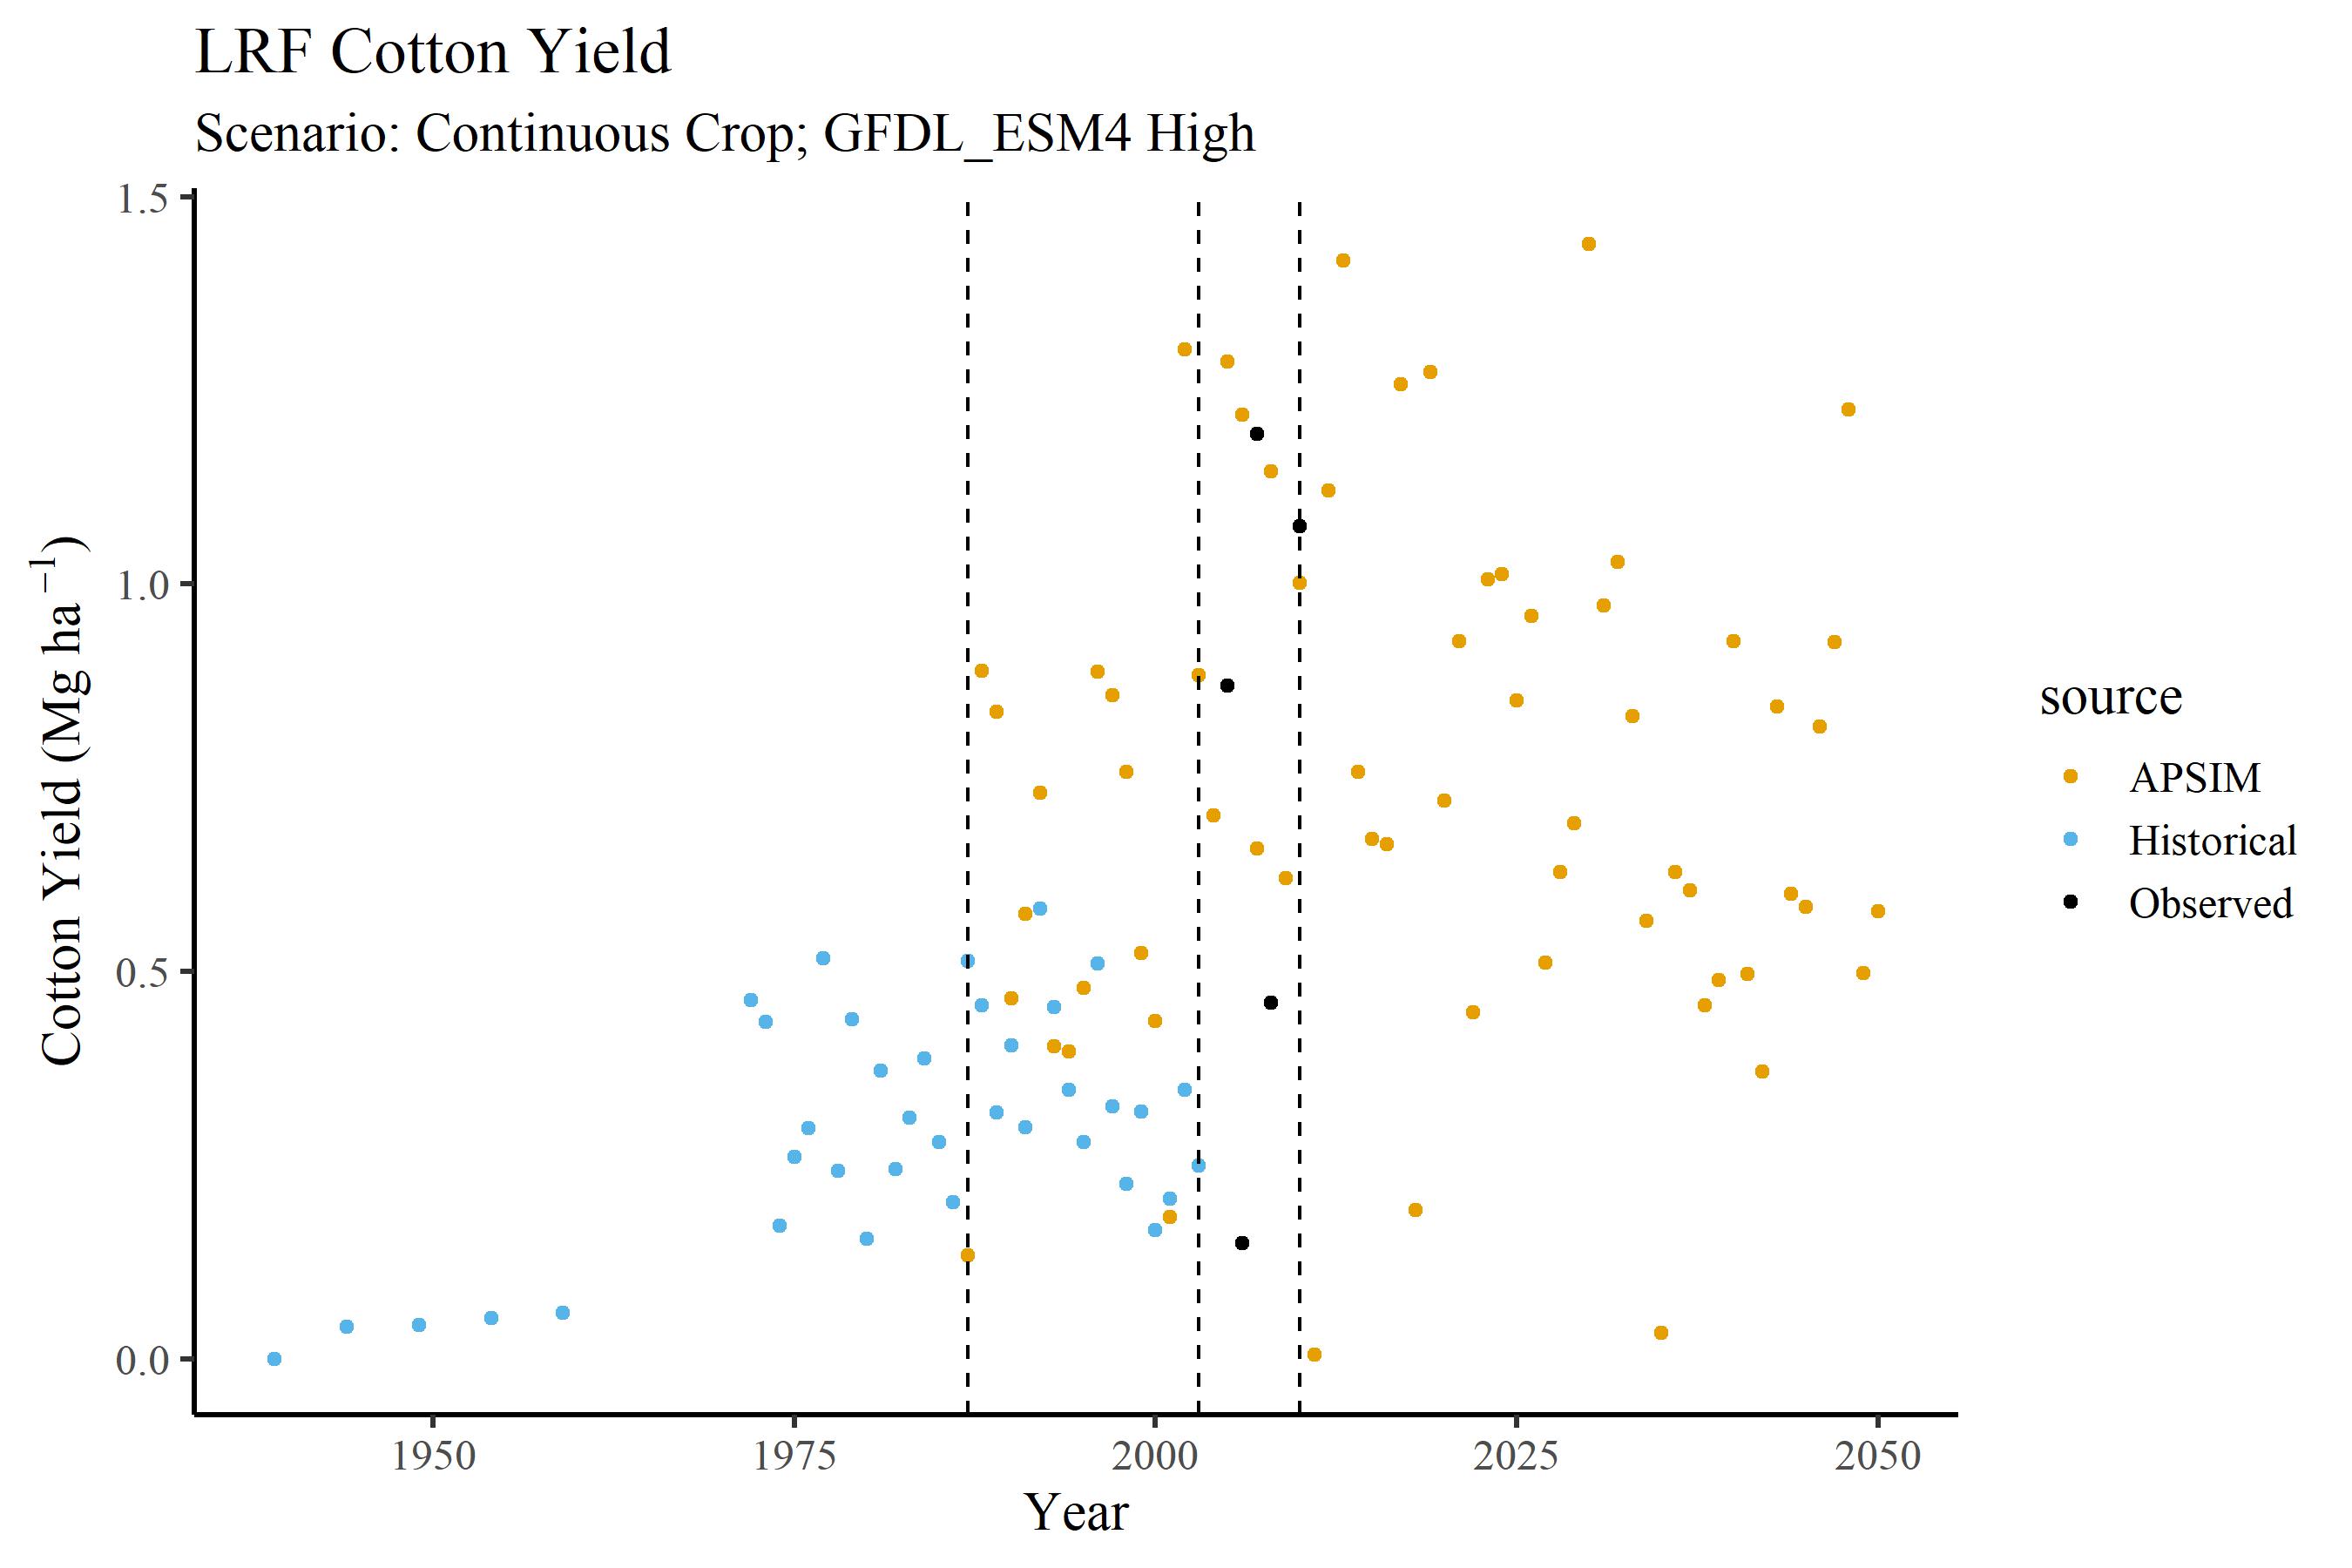 LRF Cotton Yield
Scenario: Continuous Crop; GFDL_ESM4 High
Cotton Yield (Mg ha⁻¹)
1.5
1.0
0.5
0.0
1950 1975 2000 2025 2050
Year
source
APSIM
Historical
Observed